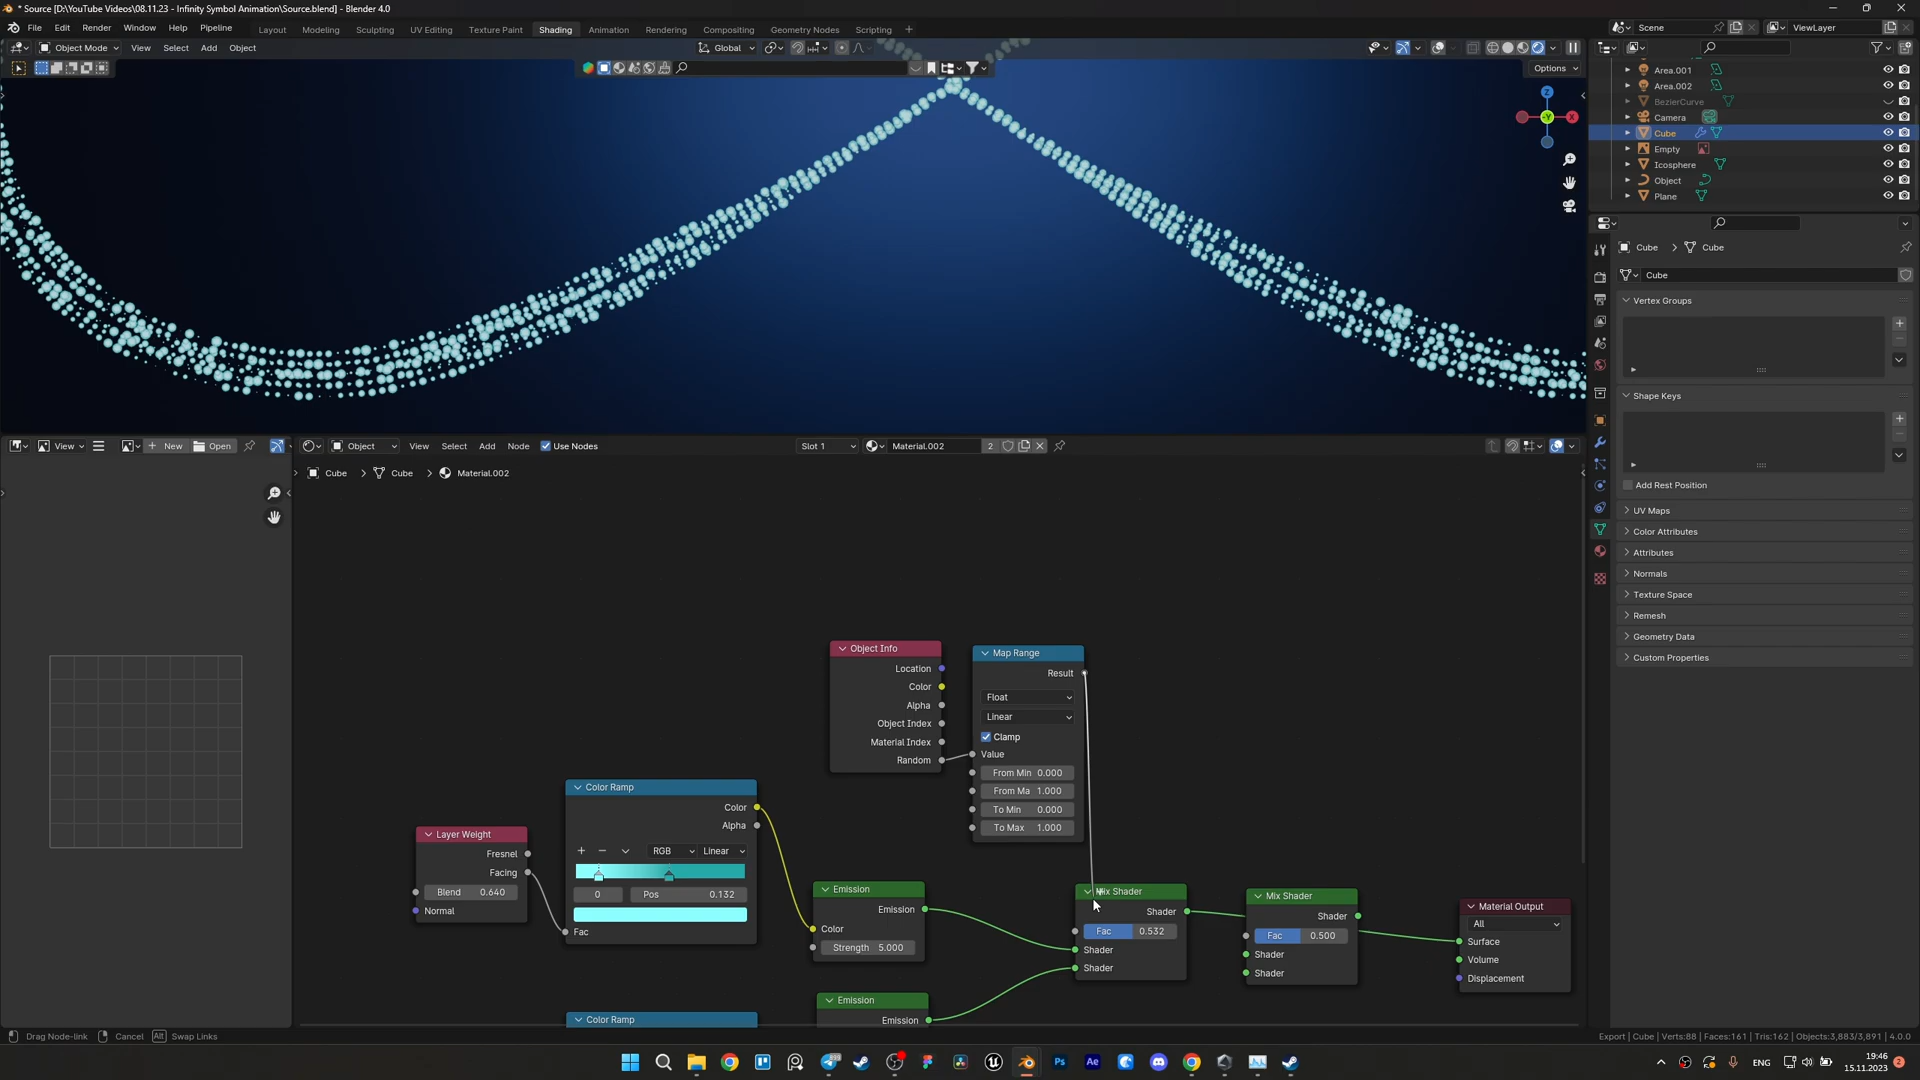 * Source [D:\YouTube Videos\08.11.23 - Infinity Symbol Animation\Source.blend] - Blender 4.0
File Edit Render Window Help Pipeline Layout Modeling Sculpting UV Editing Texture Paint Shading Animation Rendering Compositing Geometry Nodes Scripting + Scene ViewLayer
Object Mode View Select Add Object Global
Options
Area.001
Area.002
BezierCurve
Camera
Cube
Empty
Icosphere
Object
Plane
Z
-Y
X
Cube > Cube
Cube
Vertex Groups
Shape Keys
Add Rest Position
UV Maps
Color Attributes
Attributes
Normals
Texture Space
Remesh
Geometry Data
Custom Properties
View New Open Object View Select Add Node Use Nodes Slot 1 Material.002 2
Cube > Cube > Material.002
Object Info
Location
Color
Alpha
Object Index
Material Index
Random
Map Range
Result
Float
Linear
Clamp
Value
From Min 0.000
From Ma 1.000
To Min 0.000
To Max 1.000
Color Ramp
Color
Alpha
RGB Linear
0 Pos 0.132
Fac
Layer Weight
Fresnel
Facing
Blend 0.640
Normal
Emission
Emission
Color
Strength 5.000
Mix Shader
Shader
Fac 0.532
Shader
Shader
Mix Shader
Shader
Fac 0.500
Shader
Shader
Material Output
All
Surface
Volume
Displacement
Emission
Emission
Color Ramp
Drag Node-link Cancel Alt Swap Links
Export | Cube | Verts:88 | Faces:161 | Tris:162 | Objects:3,883/3,891 | 4.0.0
Ps Ae
ENG
19:46
15.11.2023
2